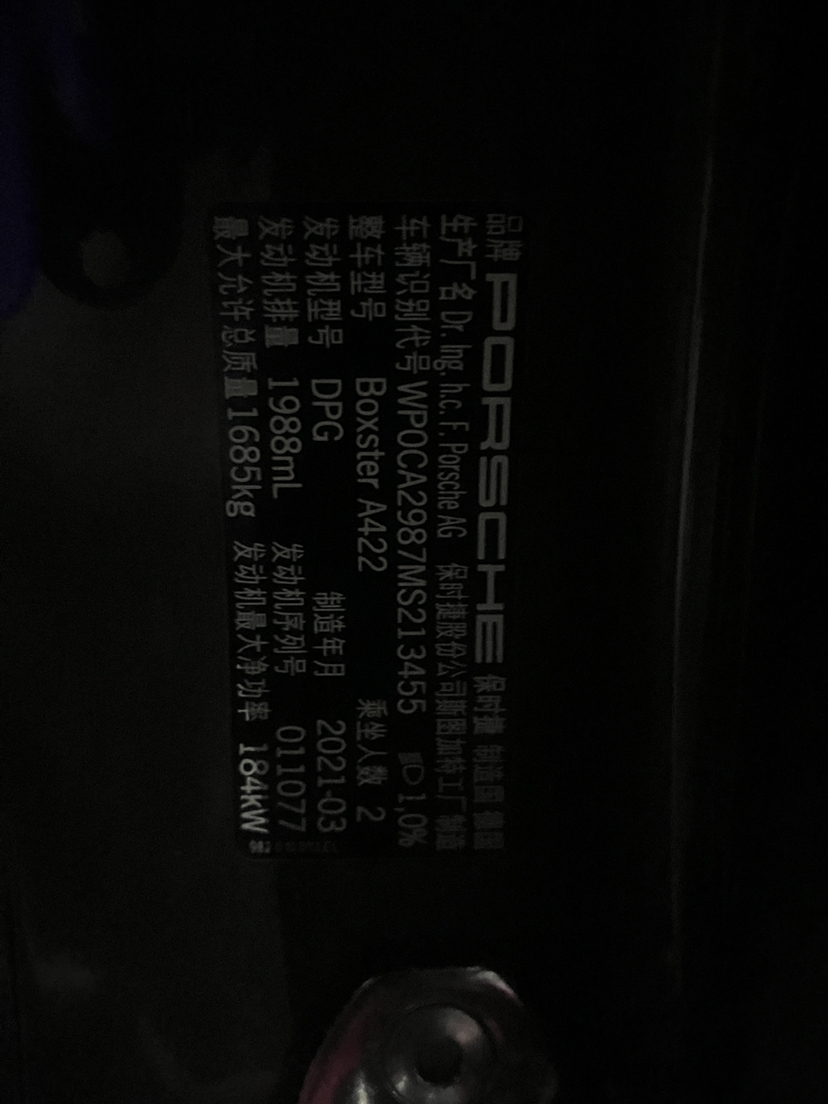 品牌 PORSCHE 保时捷 制造国 德国
生产厂名 Dr. Ing. h.c. F. Porsche AG 保时捷股份公司斯图加特工厂制造
车辆识别代号 WP0CA2987MS213455 1,0%
整车型号 Boxster A422 乘坐人数 2
发动机型号 DPG 制造年月 2021-03
发动机排量 1988mL 发动机序列号 011077
最大允许总质量 1685kg 发动机最大净功率 184kW